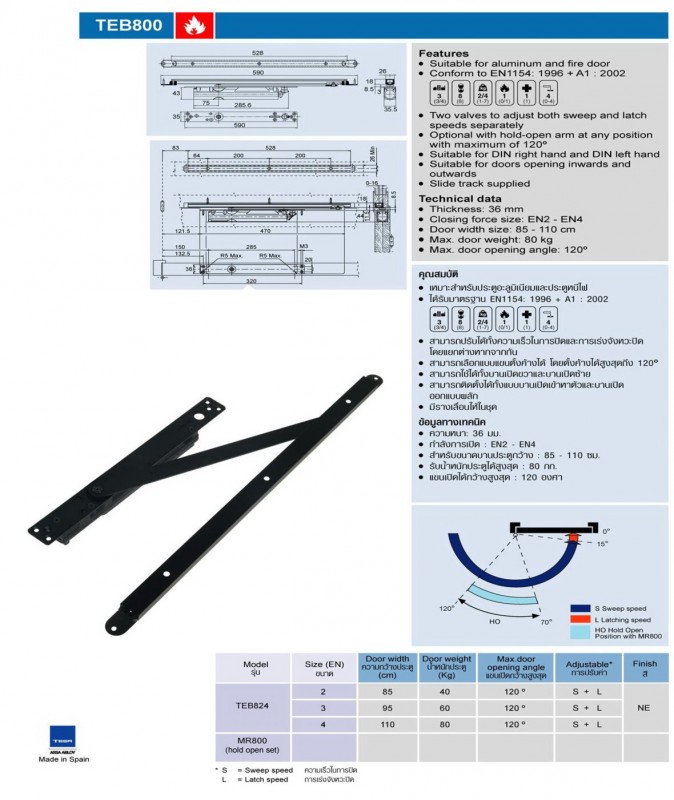 TEB800
528
590
43
75
285.6
35
590
26
18
8.5
3
35.5
83
528
64
200
200
26 Min.
0-16
44
18
8.5
121.5
470
150
285
M3
132.5
R5 Max.
R5 Max.
20
36
320
Features
• Suitable for aluminum and fire door
• Conform to EN1154: 1996 + A1 : 2002
3 8 2/4 1 1 4
(3/4) (8) (1-7) (0/1) (1) (0-4)
• Two valves to adjust both sweep and latch
speeds separately
• Optional with hold-open arm at any position
with maximum of 120º
• Suitable for DIN right hand and DIN left hand
• Suitable for doors opening inwards and
outwards
• Slide track supplied
Technical data
• Thickness: 36 mm
• Closing force size: EN2 - EN4
• Door width size: 85 - 110 cm
• Max. door weight: 80 kg
• Max. door opening angle: 120º
คุณสมบัติ
• เหมาะสำหรับประตูอะลูมิเนียมและประตูหนีไฟ
• ได้รับมาตรฐาน EN1154: 1996 + A1 : 2002
3 8 2/4 1 1 4
(3/4) (8) (1-7) (0/1) (1) (0-4)
• สามารถปรับได้ทั้งความเร็วในการปิดและการเร่งจังหวะปิด
โดยแยกต่างหากจากกัน
• สามารถเลือกแบบแขนตั้งค้างได้ โดยตั้งค้างได้สูงสุดถึง 120º
• สามารถใช้ได้ทั้งบานเปิดขวาและบานเปิดซ้าย
• สามารถติดตั้งได้ทั้งแบบบานเปิดเข้าหาตัวและบานเปิด
ออกแบบผลัก
• มีรางเลื่อนให้ในชุด
ข้อมูลทางเทคนิค
• ความหนา: 36 มม.
• กำลังการเปิด : EN2 - EN4
• สำหรับขนาดบานประตูกว้าง : 85 - 110 ซม.
• รับน้ำหนักประตูได้สูงสุด : 80 กก.
• แขนเปิดได้กว้างสุงสุด : 120 องศา
0º
15º
120º
HO
70º
S Sweep speed
L Latching speed
HO Hold Open
Position with MR800
Model
รุ่น
Size (EN)
ขนาด
Door width
ความกว้างประตู
(cm)
Door weight
น้ำหนักประตู
(Kg)
Max.door
opening angle
แขนเปิดกว้างสูงสุด
Adjustable*
การปรับค่า
Finish
สี
TEB824
2 85 40 120 º S + L
3 95 60 120 º S + L NE
4 110 80 120 º S + L
MR800
(hold open set)
* S = Sweep speed ความเร็วในการปิด
L = Latch speed การเร่งจังหวะปิด
TESA
ASSA ABLOY
Made in Spain